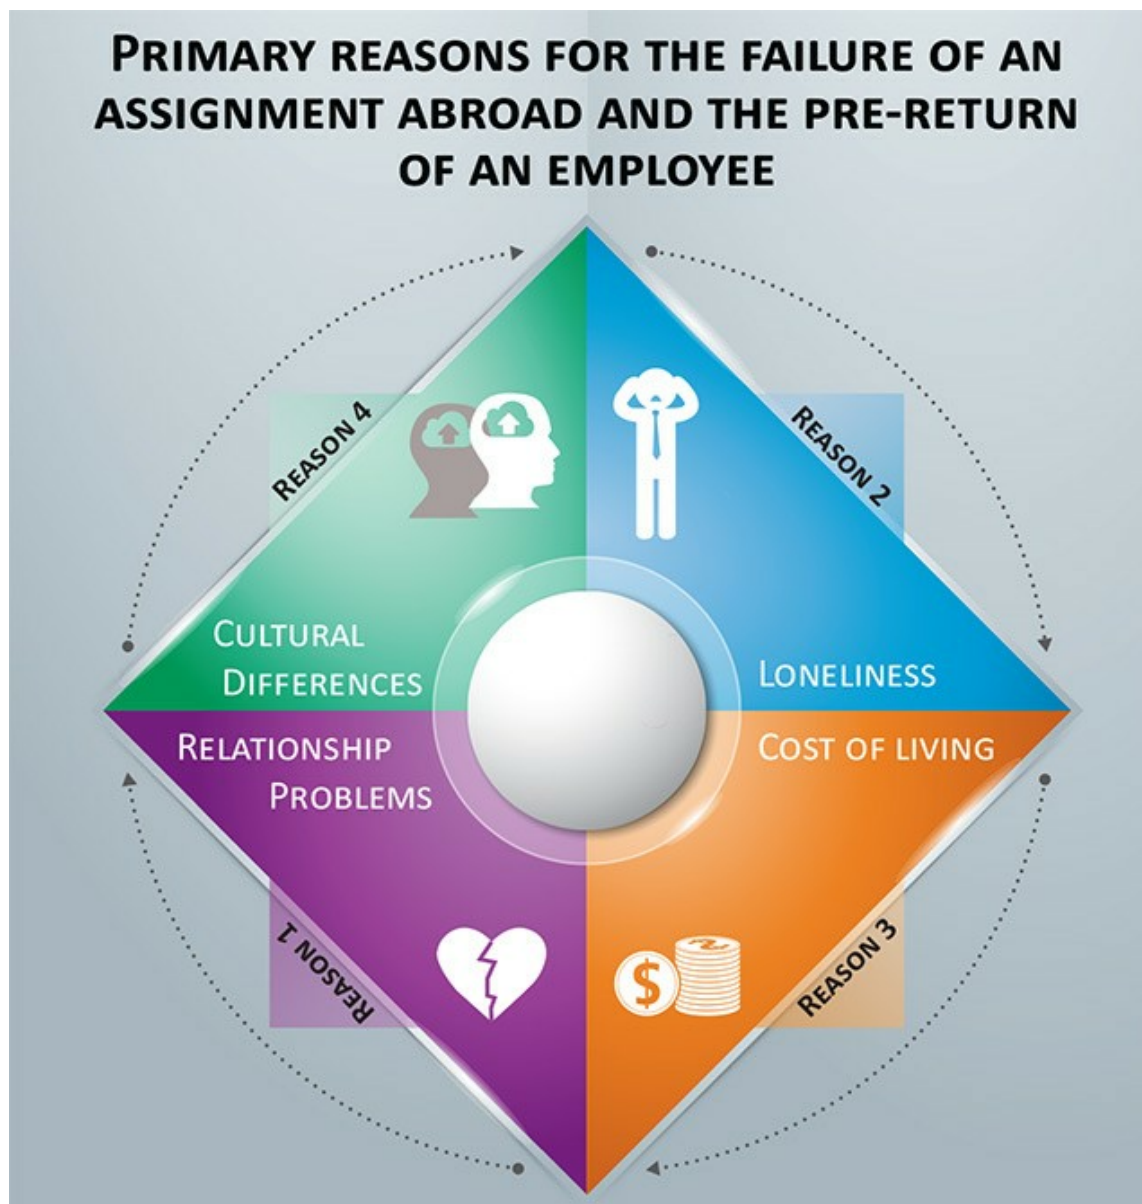 PRIMARY REASONS FOR THE FAILURE OF AN
ASSIGNMENT ABROAD AND THE PRE-RETURN
OF AN EMPLOYEE
REASON 4
REASON 2
CULTURAL
DIFFERENCES
LONELINESS
RELATIONSHIP
PROBLEMS
COST OF LIVING
REASON 1
REASON 3
$